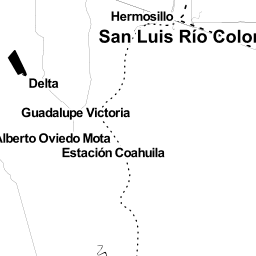 Hermosillo
San Luis Río Color
Delta
Guadalupe Victoria
Alberto Oviedo Mota
Estación Coahuila